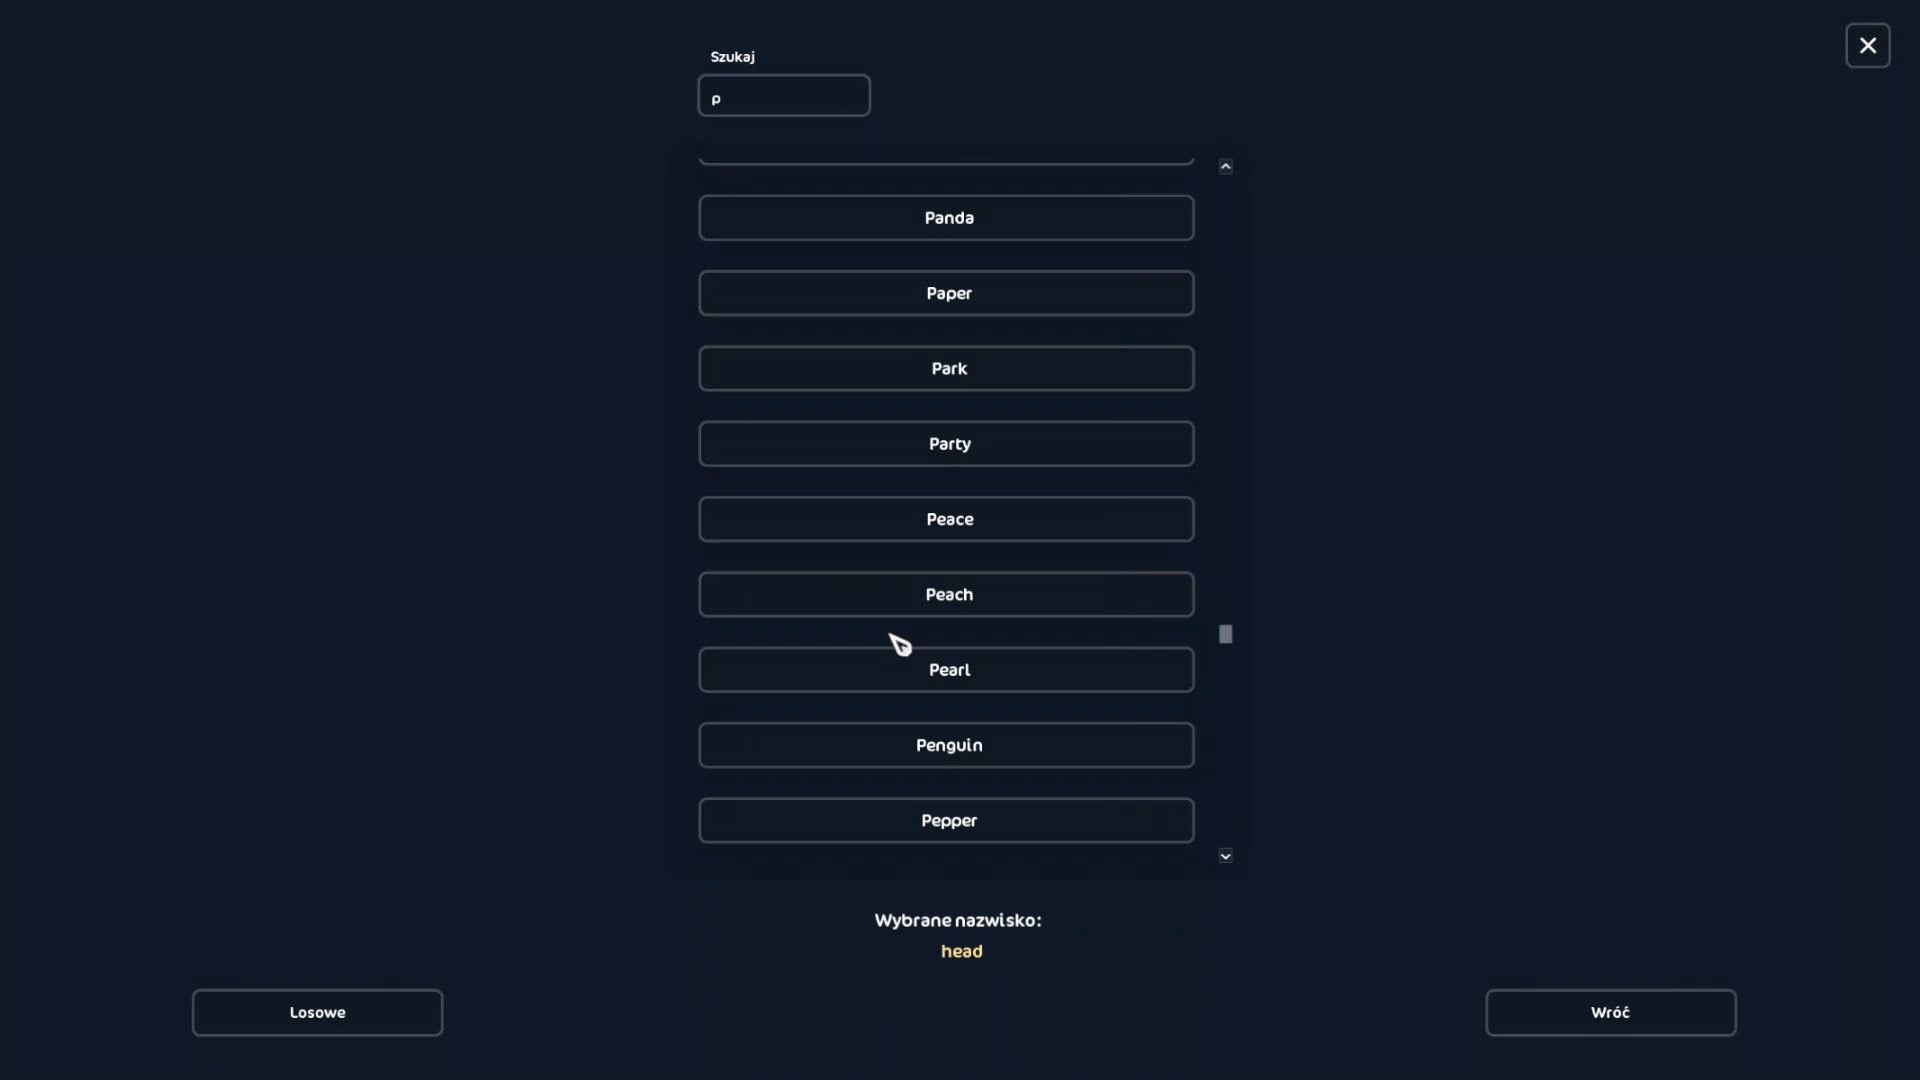 Szukaj
p
Panda
Paper
Park
Party
Peace
Peach
Pearl
Penguin
Pepper
Wybrane nazwisko:
head
Losowe
Wróć